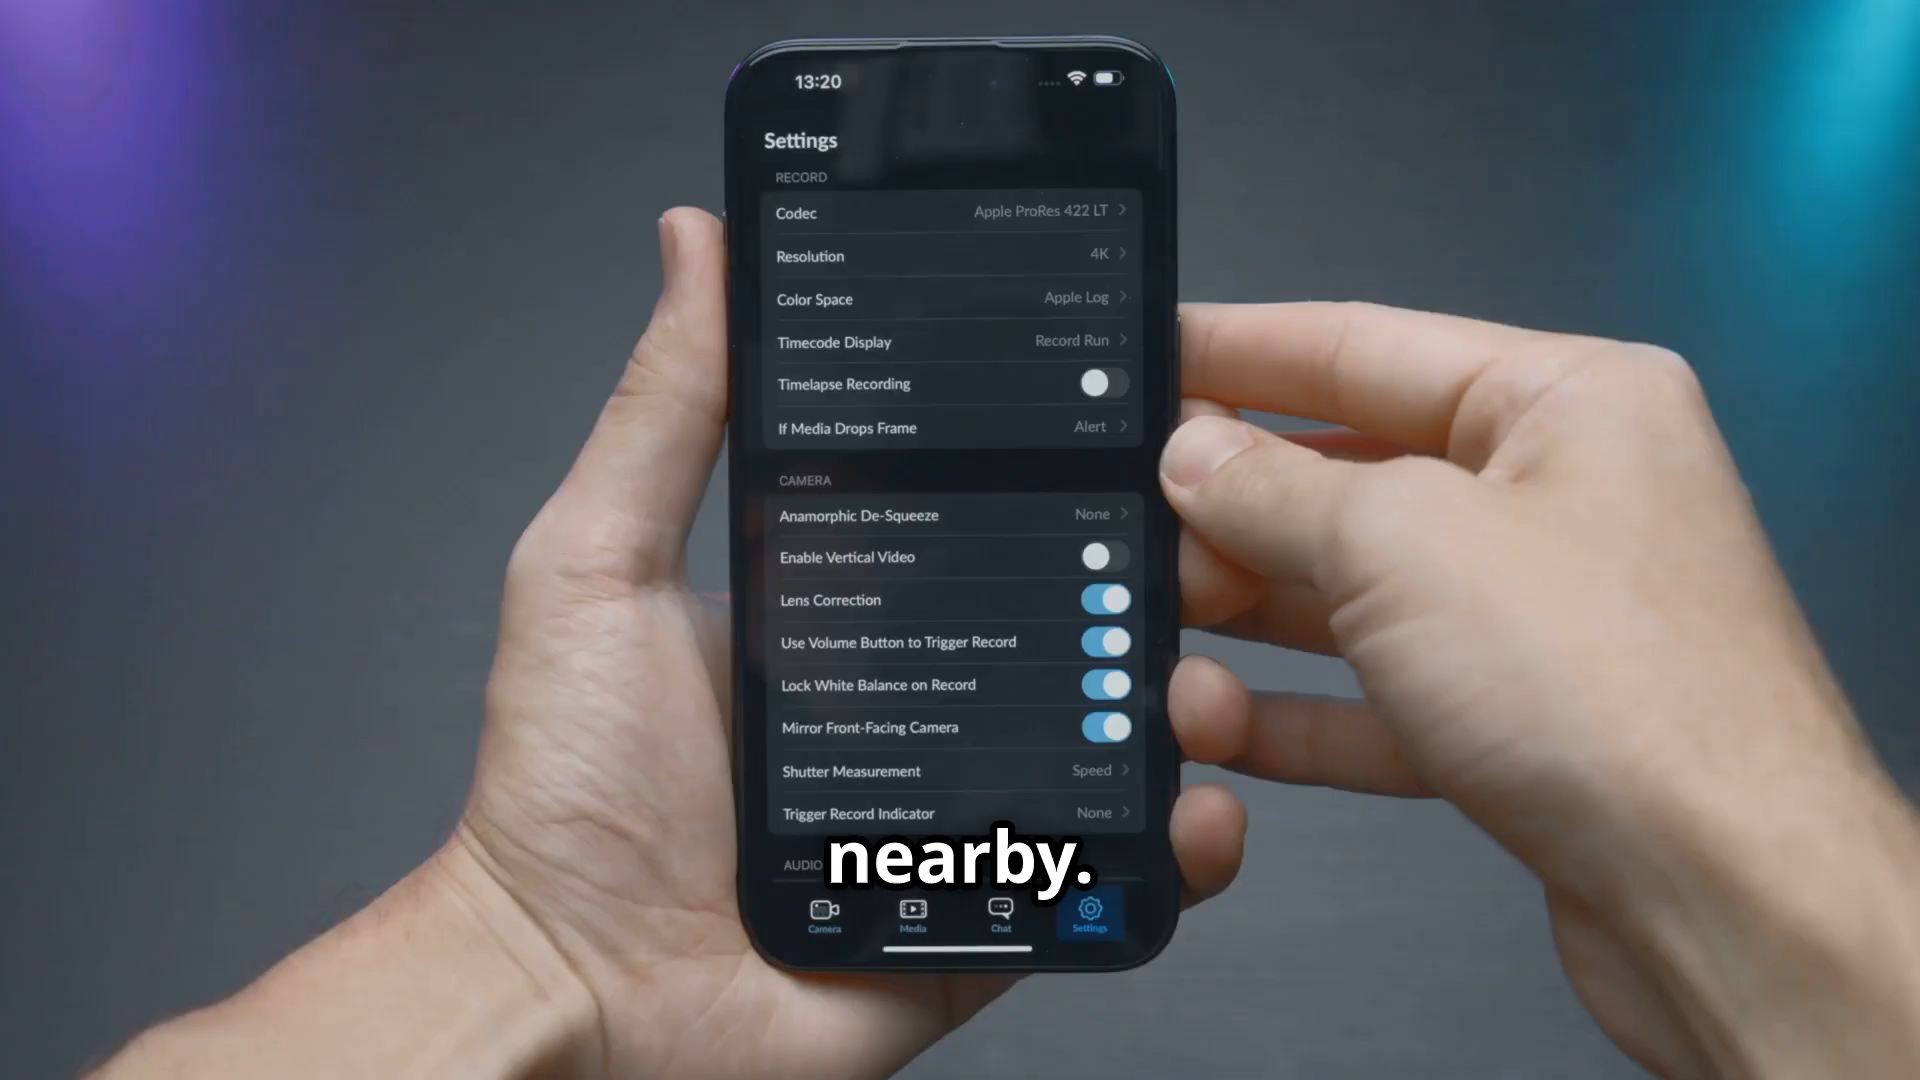 13:20
Settings
RECORD
Codec Apple ProRes 422 LT
Resolution 4K
Color Space Apple Log
Timecode Display Record Run
Timelapse Recording
If Media Drops Frame Alert
CAMERA
Anamorphic De-Squeeze None
Enable Vertical Video
Lens Correction
Use Volume Button to Trigger Record
Lock White Balance on Record
Mirror Front-Facing Camera
Shutter Measurement Speed
Trigger Record Indicator None
AUDIO
nearby.
Camera Media Chat Settings